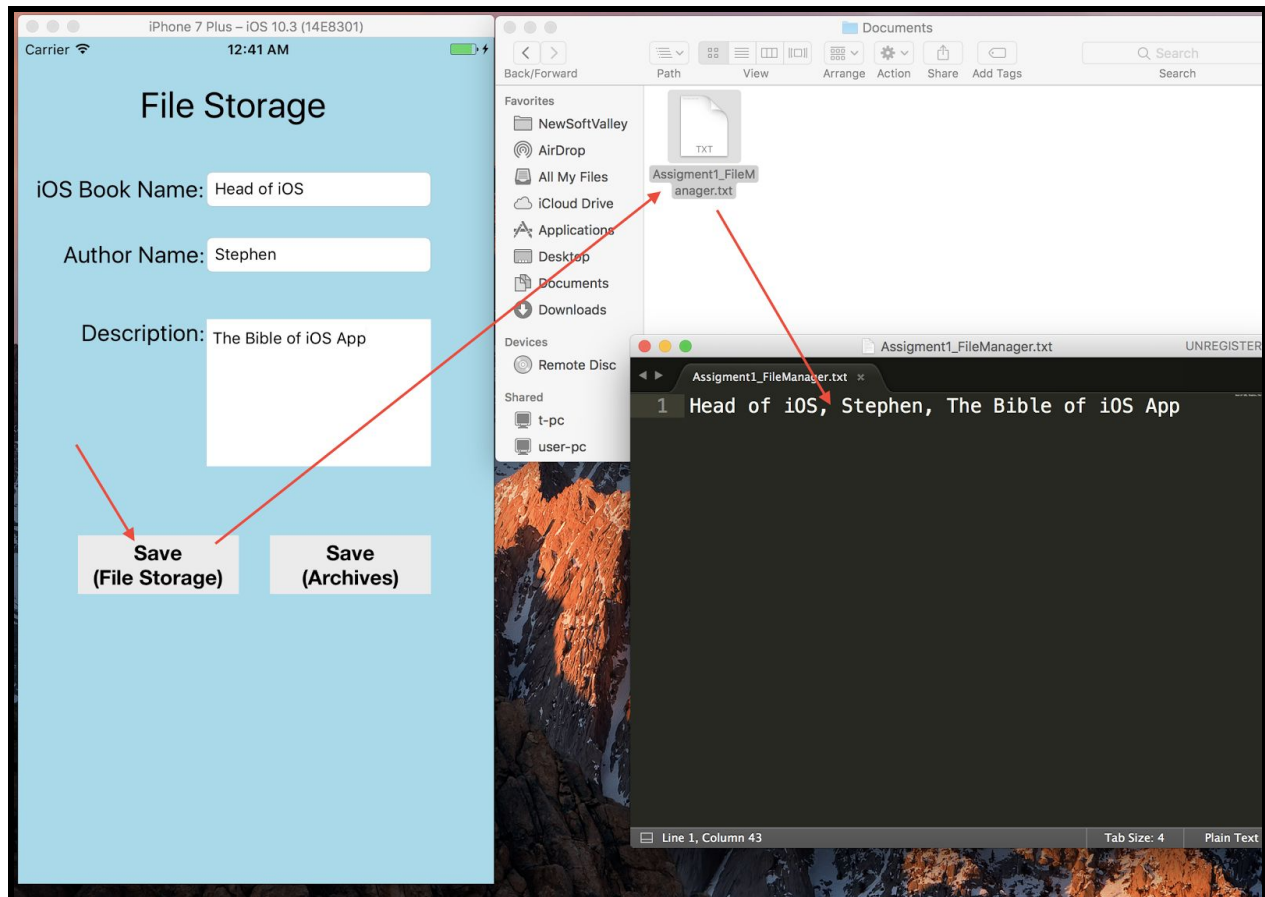 iPhone 7 Plus – iOS 10.3 (14E8301)
Carrier
12:41 AM
File Storage
iOS Book Name:
Head of iOS
Author Name:
Stephen
Description:
The Bible of iOS App
Save
(File Storage)
Save
(Archives)
Documents
Search
Back/Forward
Path
View
Arrange
Action
Share
Add Tags
Search
Favorites
NewSoftValley
AirDrop
All My Files
iCloud Drive
Applications
Desktop
Documents
Downloads
Devices
Remote Disc
Shared
t-pc
user-pc
TXT
Assigment1_FileM
anager.txt
Assigment1_FileManager.txt
UNREGISTER
Assigment1_FileManager.txt ×
1 Head of iOS, Stephen, The Bible of iOS App
Line 1, Column 43
Tab Size: 4
Plain Text